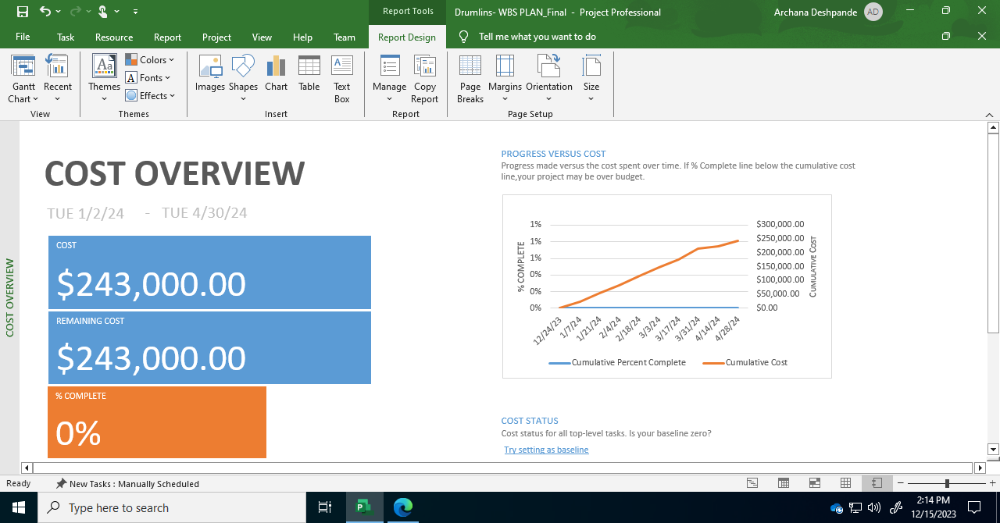 Report Tools
Drumlins- WBS PLAN_Final - Project Professional
Archana Deshpande AD
File Task Resource Report Project View Help Team Report Design Tell me what you want to do
Gantt Chart
Recent
View
Themes
Colors
Fonts
Effects
Themes
Images
Shapes
Chart
Table
Text Box
Insert
Manage
Copy Report
Report
Page Breaks
Margins
Orientation
Size
Page Setup
COST OVERVIEW
COST OVERVIEW
TUE 1/2/24 - TUE 4/30/24
COST
$243,000.00
REMAINING COST
$243,000.00
% COMPLETE
0%
PROGRESS VERSUS COST
Progress made versus the cost spent over time. If % Complete line below the cumulative cost
line,your project may be over budget.
% COMPLETE
1%
1%
1%
0%
0%
0%
$300,000.00
$250,000.00
$200,000.00
$150,000.00
$100,000.00
$50,000.00
$0.00
CUMULATIVE COST
12/24/23 1/7/24 1/21/24 2/4/24 2/18/24 3/3/24 3/17/24 3/31/24 4/14/24 4/28/24
Cumulative Percent Complete Cumulative Cost
COST STATUS
Cost status for all top-level tasks. Is your baseline zero?
Try setting as baseline
Ready New Tasks : Manually Scheduled
Type here to search
2:14 PM
12/15/2023